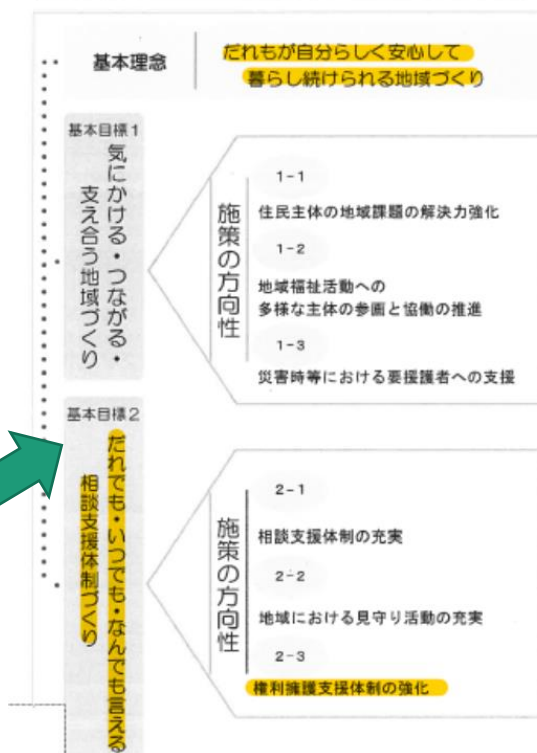 基本理念
だれもが自分らしく安心して
暮らし続けられる地域づくり
基本目標1
気にかける・つながる・
支え合う地域づくり
施策の方向性
1-1
住民主体の地域課題の解決力強化
1-2
地域福祉活動への
多様な主体の参画と協働の推進
1-3
災害時等における要援護者への支援
基本目標2
だれでも・いつでも・なんでも言える
相談支援体制づくり
施策の方向性
2-1
相談支援体制の充実
2-2
地域における見守り活動の充実
2-3
権利擁護支援体制の強化